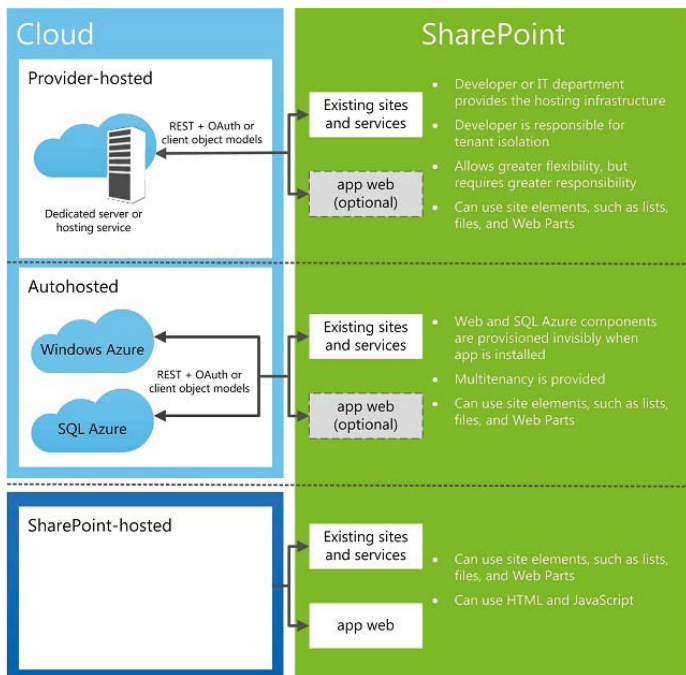 Cloud
SharePoint
Provider-hosted
REST + OAuth or
client object models
Dedicated server or
hosting service
Existing sites
and services
app web
(optional)
• Developer or IT department
provides the hosting infrastructure
• Developer is responsible for
tenant isolation
• Allows greater flexibility, but
requires greater responsibility
• Can use site elements, such as lists,
files, and Web Parts
Autohosted
Windows Azure
REST + OAuth or
client object models
SQL Azure
Existing sites
and services
app web
(optional)
• Web and SQL Azure components
are provisioned invisibly when
app is installed
• Multitenancy is provided
• Can use site elements, such as lists,
files, and Web Parts
SharePoint-hosted
Existing sites
and services
app web
• Can use site elements, such as lists,
files, and Web Parts
• Can use HTML and JavaScript